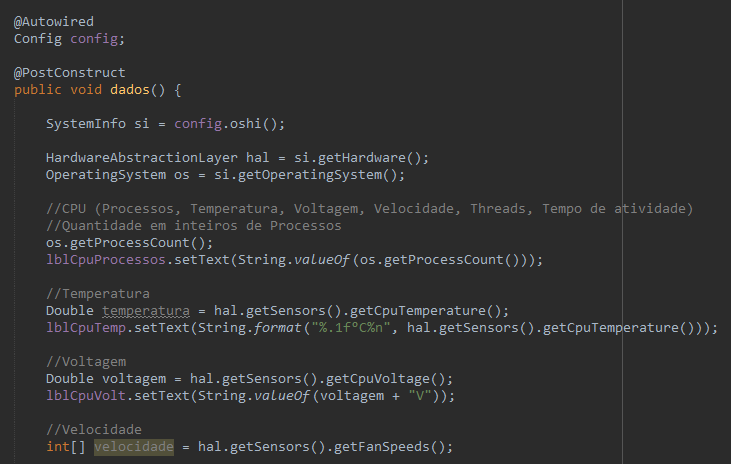 @Autowired
Config config;
@PostConstruct
public void dados() {
SystemInfo si = config.oshi();
HardwareAbstractionLayer hal = si.getHardware();
OperatingSystem os = si.getOperatingSystem();
//CPU (Processos, Temperatura, Voltagem, Velocidade, Threads, Tempo de atividade)
//Quantidade em inteiros de Processos
os.getProcessCount();
lblCpuProcessos.setText(String.valueOf(os.getProcessCount()));
//Temperatura
Double temperatura = hal.getSensors().getCpuTemperature();
lblCpuTemp.setText(String.format("%.1f°C%n", hal.getSensors().getCpuTemperature()));
//Voltagem
Double voltagem = hal.getSensors().getCpuVoltage();
lblCpuVolt.setText(String.valueOf(voltagem + "V"));
//Velocidade
int[] velocidade = hal.getSensors().getFanSpeeds();